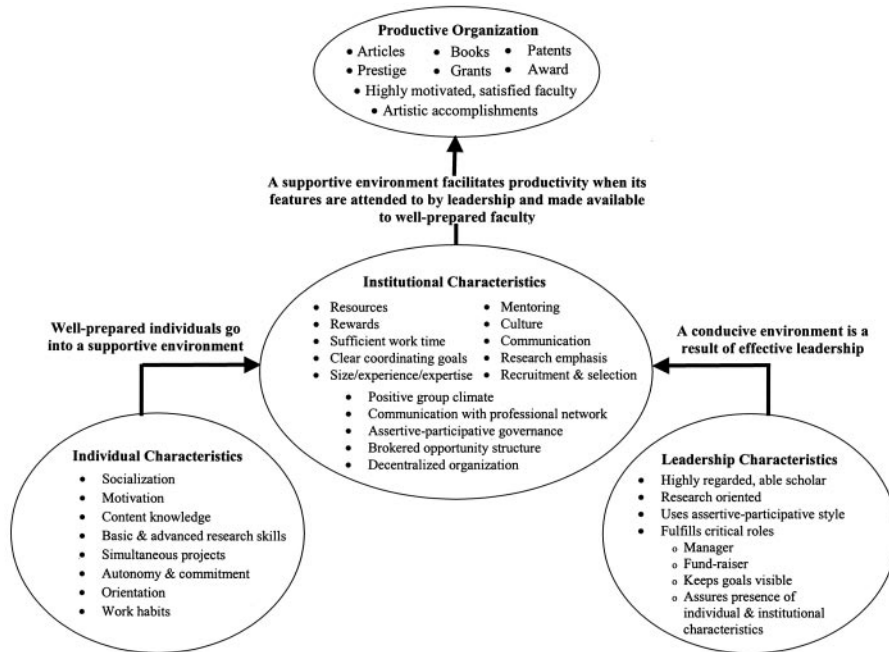 Productive Organization
• Articles • Books • Patents
• Prestige • Grants • Award
• Highly motivated, satisfied faculty
• Artistic accomplishments
A supportive environment facilitates productivity when its
features are attended to by leadership and made available
to well-prepared faculty
Institutional Characteristics
• Resources
• Rewards
• Sufficient work time
• Clear coordinating goals
• Size/experience/expertise
• Mentoring
• Culture
• Communication
• Research emphasis
• Recruitment & selection
• Positive group climate
• Communication with professional network
• Assertive-participative governance
• Brokered opportunity structure
• Decentralized organization
Well-prepared individuals go
into a supportive environment
A conducive environment is a
result of effective leadership
Individual Characteristics
• Socialization
• Motivation
• Content knowledge
• Basic & advanced research skills
• Simultaneous projects
• Autonomy & commitment
• Orientation
• Work habits
Leadership Characteristics
• Highly regarded, able scholar
• Research oriented
• Uses assertive-participative style
• Fulfills critical roles
o Manager
o Fund-raiser
o Keeps goals visible
o Assures presence of
individual & institutional
characteristics